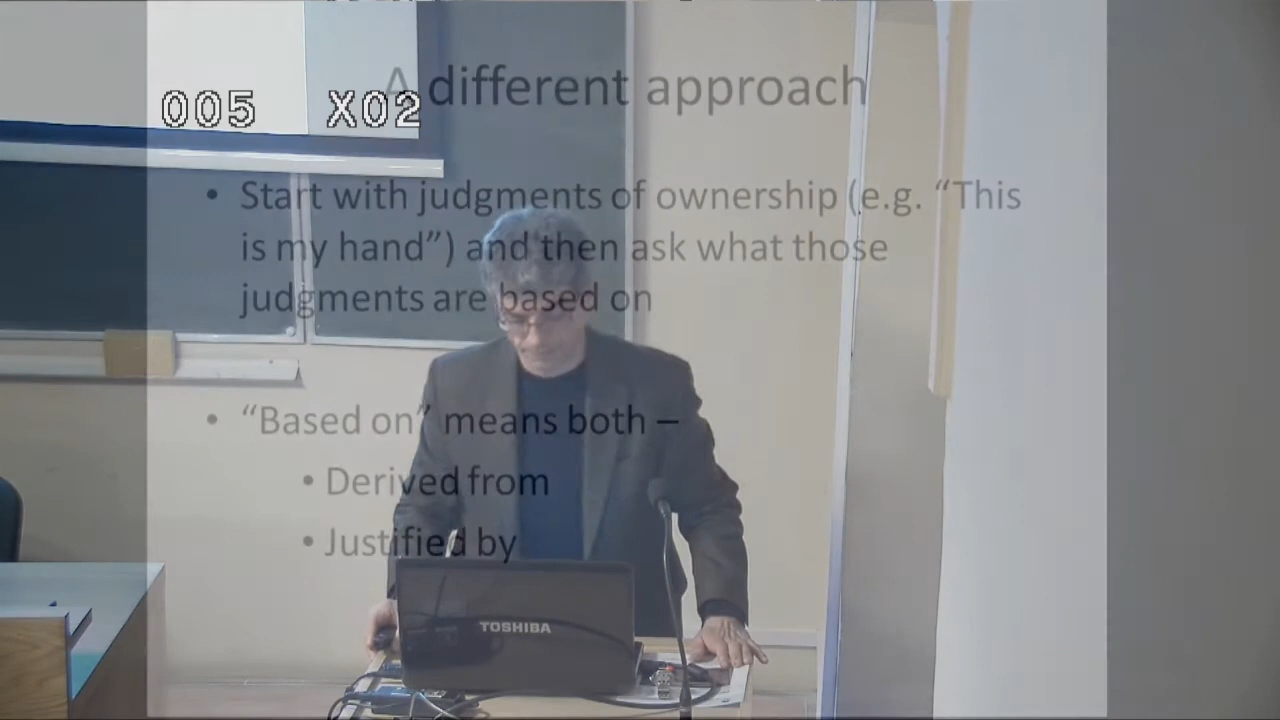 A different approach
005 X02
• Start with judgments of ownership (e.g. “This
is my hand”) and then ask what those
judgments are based on
• “Based on” means both –
• Derived from
• Justified by
TOSHIBA